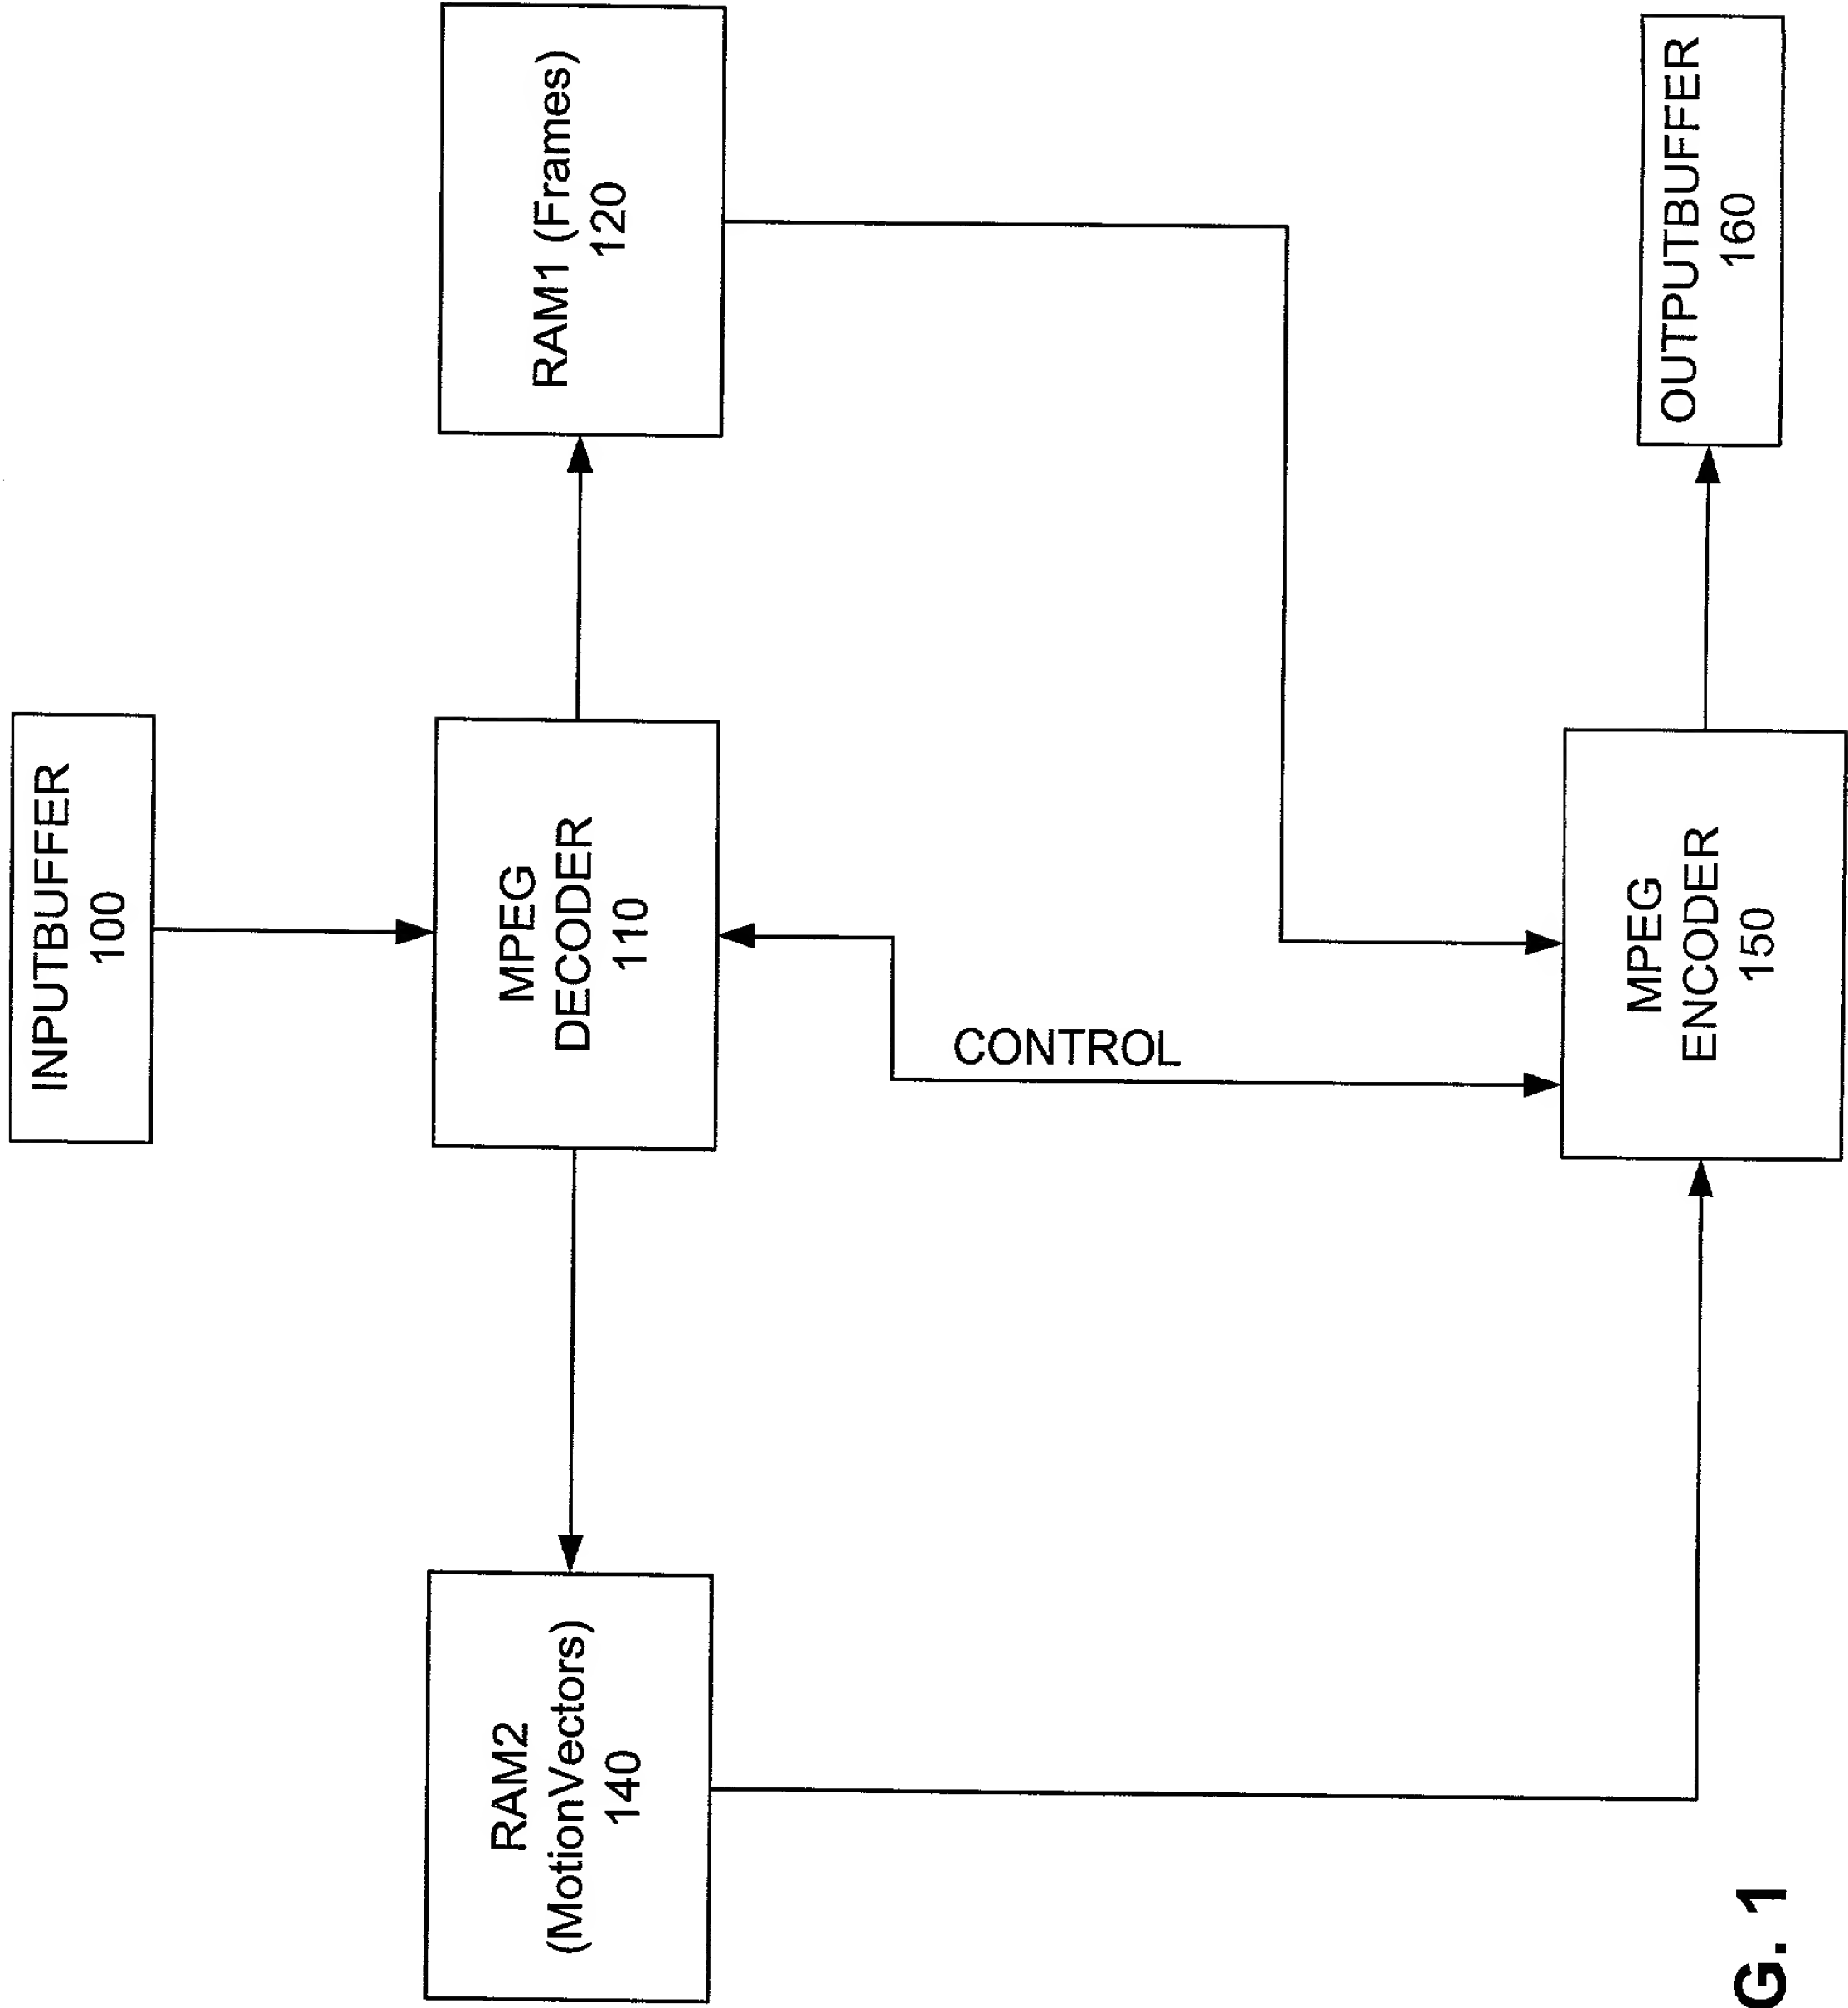 INPUTBUFFER
100
RAM2
(MotionVectors)
140
MPEG
DECODER
110
RAM1 (Frames)
120
CONTROL
MPEG
ENCODER
150
OUTPUTBUFFER
160
G. 1